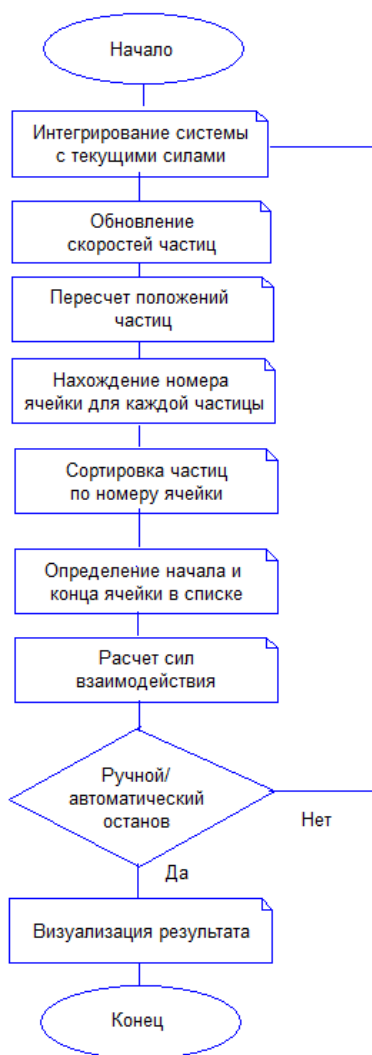 Начало
Интегрирование системы
с текущими силами
Обновление
скоростей частиц
Пересчет положений
частиц
Нахождение номера
ячейки для каждой частицы
Сортировка частиц
по номеру ячейки
Определение начала и
конца ячейки в списке
Расчет сил
взаимодействия
Ручной/
автоматический
останов
Нет
Да
Визуализация результата
Конец